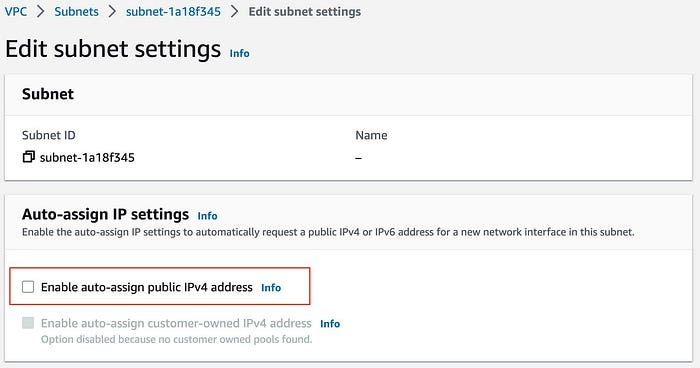 VPC > Subnets > subnet-1a18f345 > Edit subnet settings
Edit subnet settings Info
Subnet
Subnet ID Name
subnet-1a18f345 –
Auto-assign IP settings Info
Enable the auto-assign IP settings to automatically request a public IPv4 or IPv6 address for a new network interface in this subnet.
Enable auto-assign public IPv4 address Info
Enable auto-assign customer-owned IPv4 address Info
Option disabled because no customer owned pools found.